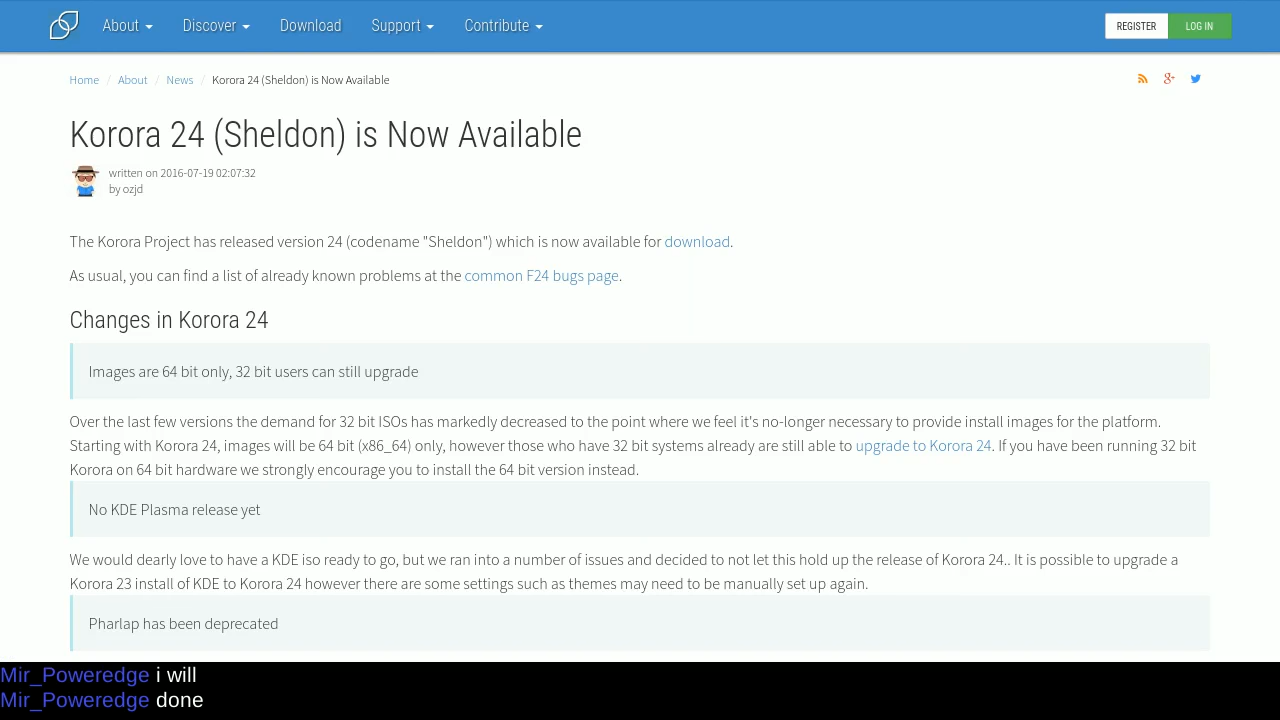 About Discover Download Support Contribute REGISTER LOG IN
Home / About / News / Korora 24 (Sheldon) is Now Available
Korora 24 (Sheldon) is Now Available
written on 2016-07-19 02:07:32
by ozjd
The Korora Project has released version 24 (codename "Sheldon") which is now available for download.
As usual, you can find a list of already known problems at the common F24 bugs page.
Changes in Korora 24
Images are 64 bit only, 32 bit users can still upgrade
Over the last few versions the demand for 32 bit ISOs has markedly decreased to the point where we feel it's no-longer necessary to provide install images for the platform.
Starting with Korora 24, images will be 64 bit (x86_64) only, however those who have 32 bit systems already are still able to upgrade to Korora 24. If you have been running 32 bit
Korora on 64 bit hardware we strongly encourage you to install the 64 bit version instead.
No KDE Plasma release yet
We would dearly love to have a KDE iso ready to go, but we ran into a number of issues and decided to not let this hold up the release of Korora 24.. It is possible to upgrade a
Korora 23 install of KDE to Korora 24 however there are some settings such as themes may need to be manually set up again.
Pharlap has been deprecated
Mir_Poweredge i will
Mir_Poweredge done